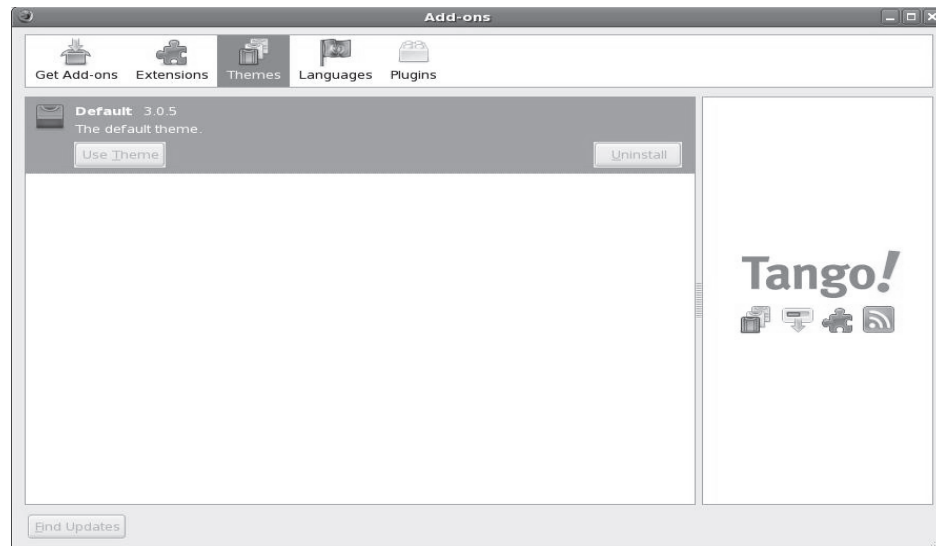 Add-ons
Get Add-ons Extensions Themes Languages Plugins
Default 3.0.5
The default theme.
Use Theme Uninstall
Tango!
Find Updates